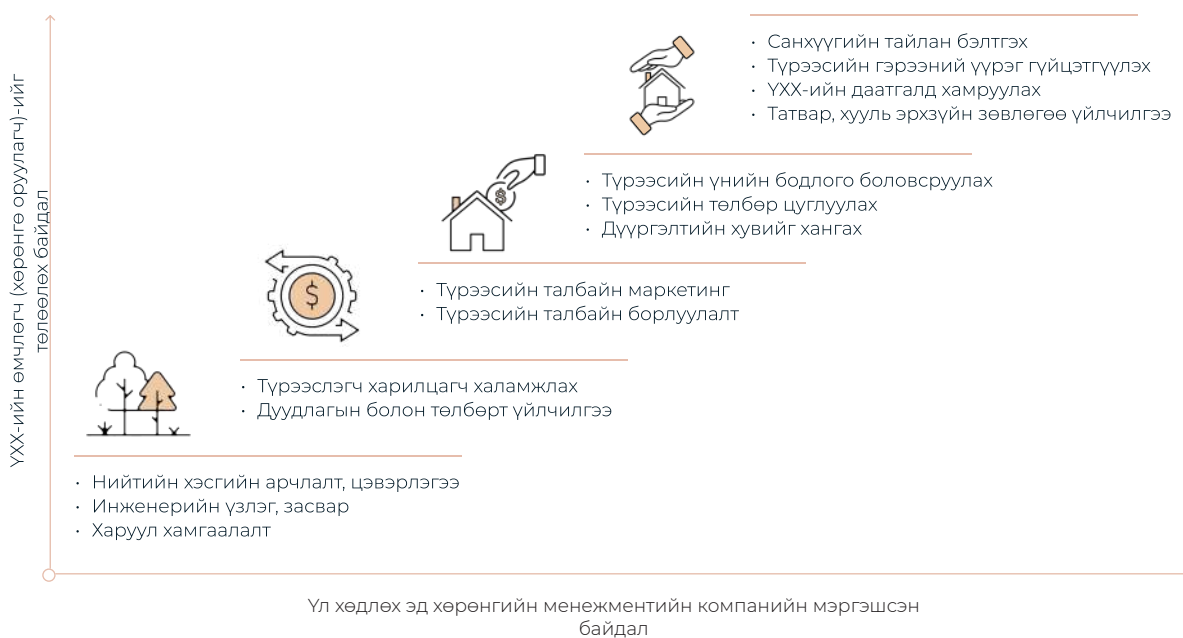 ҮХХ-ийн өмчлөгч (хөрөнгө оруулагч)-ийг
төлөөлөх байдал
· Санхүүгийн тайлан бэлтгэх
· Түрээсийн гэрээний үүрэг гүйцэтгүүлэх
· ҮХХ-ийн даатгалд хамруулах
· Татвар, хууль эрхзүйн зөвлөгөө үйлчилгээ
· Түрээсийн үнийн бодлого боловсруулах
· Түрээсийн төлбөр цуглуулах
· Дүүргэлтийн хувийг хангах
· Түрээсийн талбайн маркетинг
· Түрээсийн талбайн борлуулалт
· Түрээслэгч харилцагч халамжлах
· Дуудлагын болон төлбөрт үйлчилгээ
· Нийтийн хэсгийн арчлалт, цэвэрлэгээ
· Инженерийн үзлэг, засвар
· Харуул хамгаалалт
Үл хөдлөх эд хөрөнгийн менежментийн компанийн мэргэшсэн
байдал